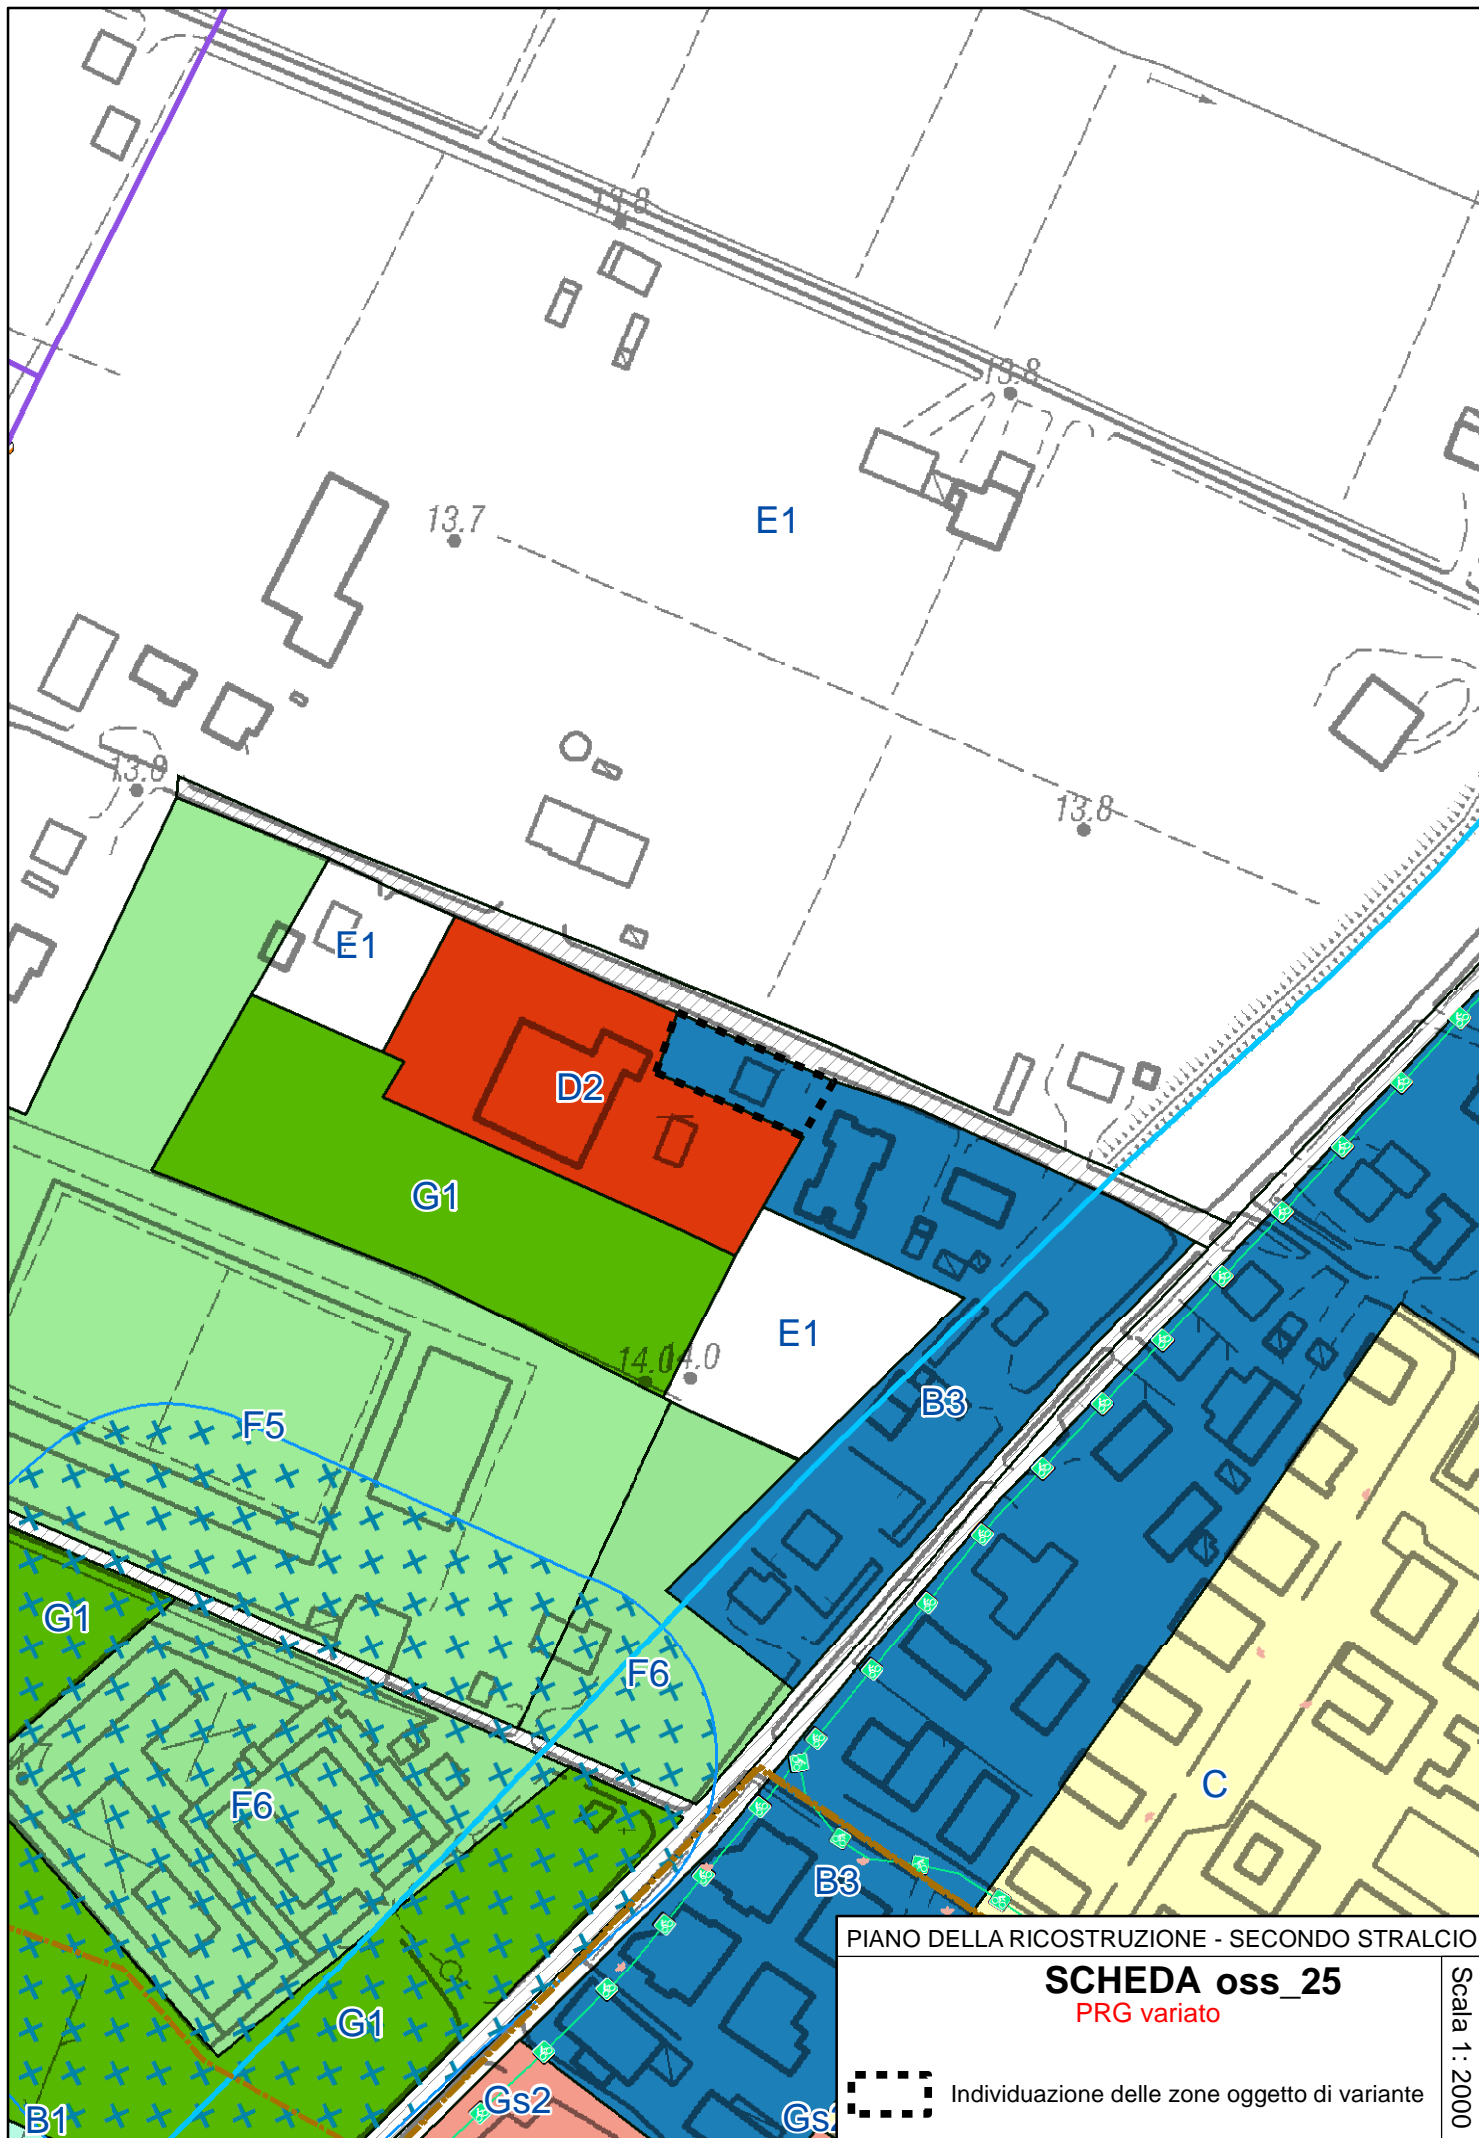 13.8
13.8
13.7
E1
13.8
E1
D2
G1
E1
14.0
14.0
B3
F5
G1
F6
F6
C
B3
G1
Gs2
B1
PIANO DELLA RICOSTRUZIONE - SECONDO STRALCIO
SCHEDA oss_25
PRG variato
Individuazione delle zone oggetto di variante
Scala 1: 2000